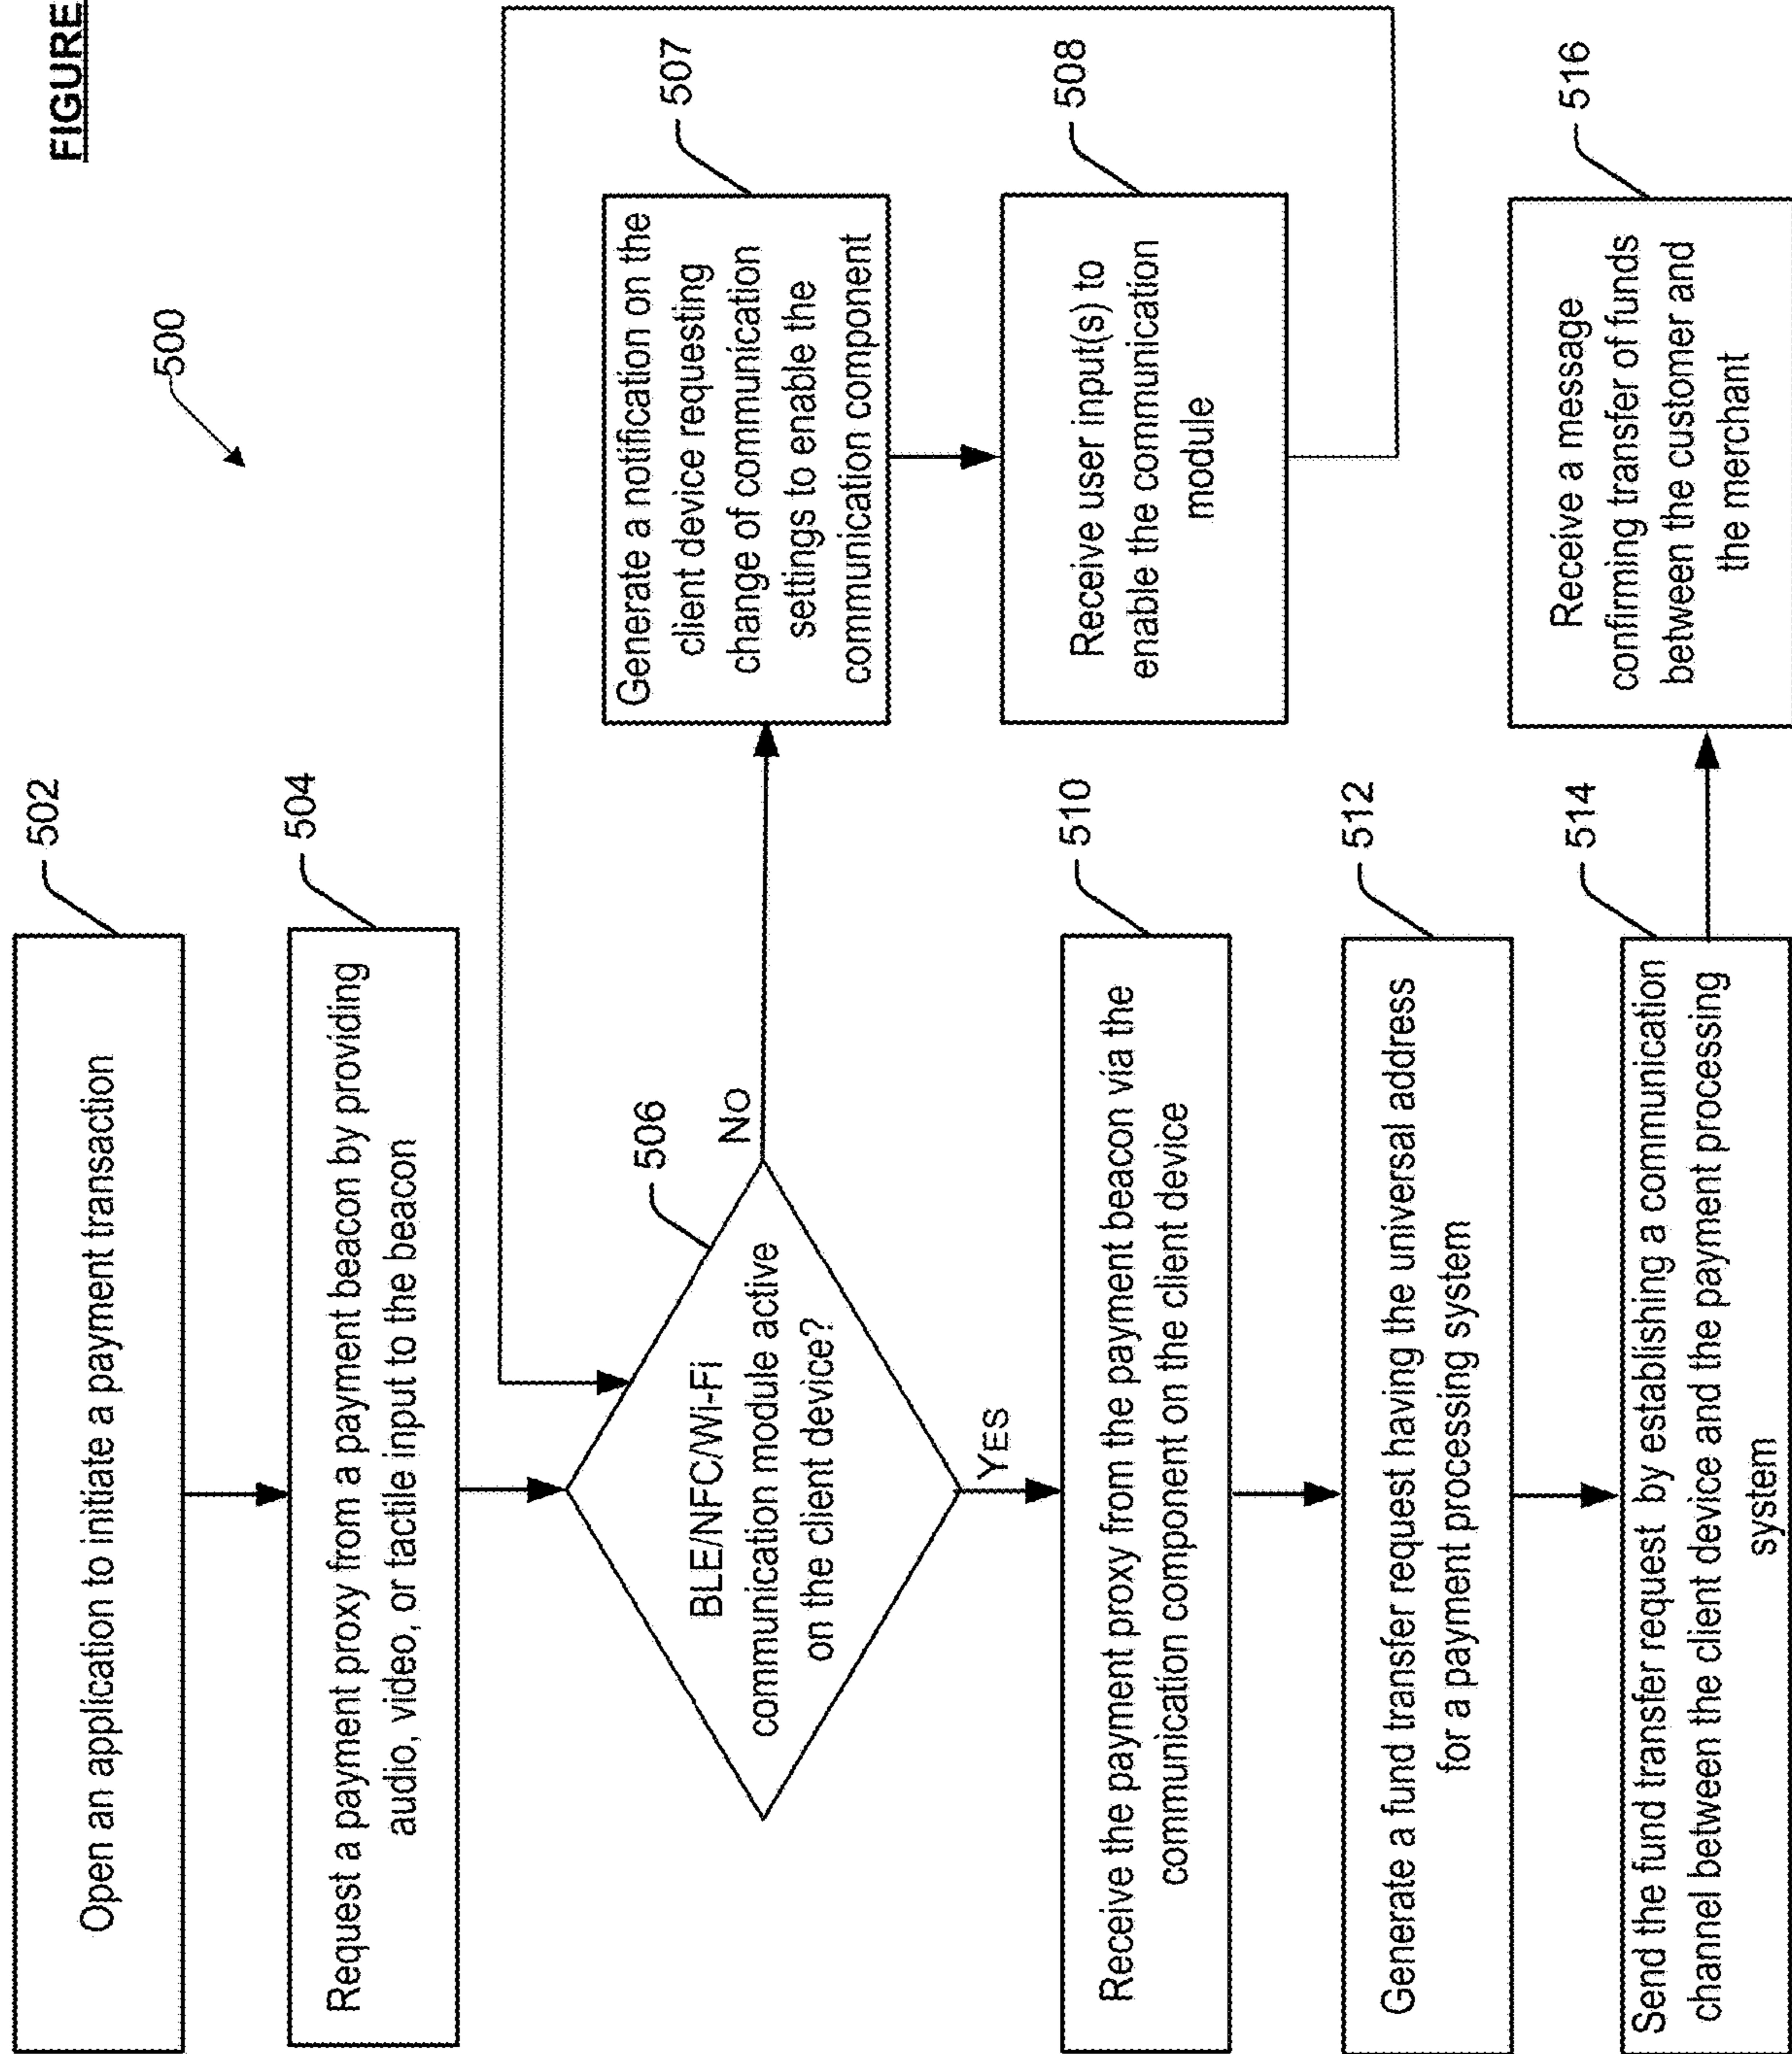 FIGURE
500
502
Open an application to initiate a payment transaction
504
Request a payment proxy from a payment beacon by providing
audio, video, or tactile input to the beacon
506
BLE/NFC/Wi-Fi
communication module active
on the client device?
NO
YES
507
Generate a notification on the
client device requesting
change of communication
settings to enable the
communication component
508
Receive user input(s) to
enable the communication
module
510
Receive the payment proxy from the payment beacon via the
communication component on the client device
512
Generate a fund transfer request having the universal address
for a payment processing system
514
Send the fund transfer request by establishing a communication
channel between the client device and the payment processing
system
516
Receive a message
confirming transfer of funds
between the customer and
the merchant